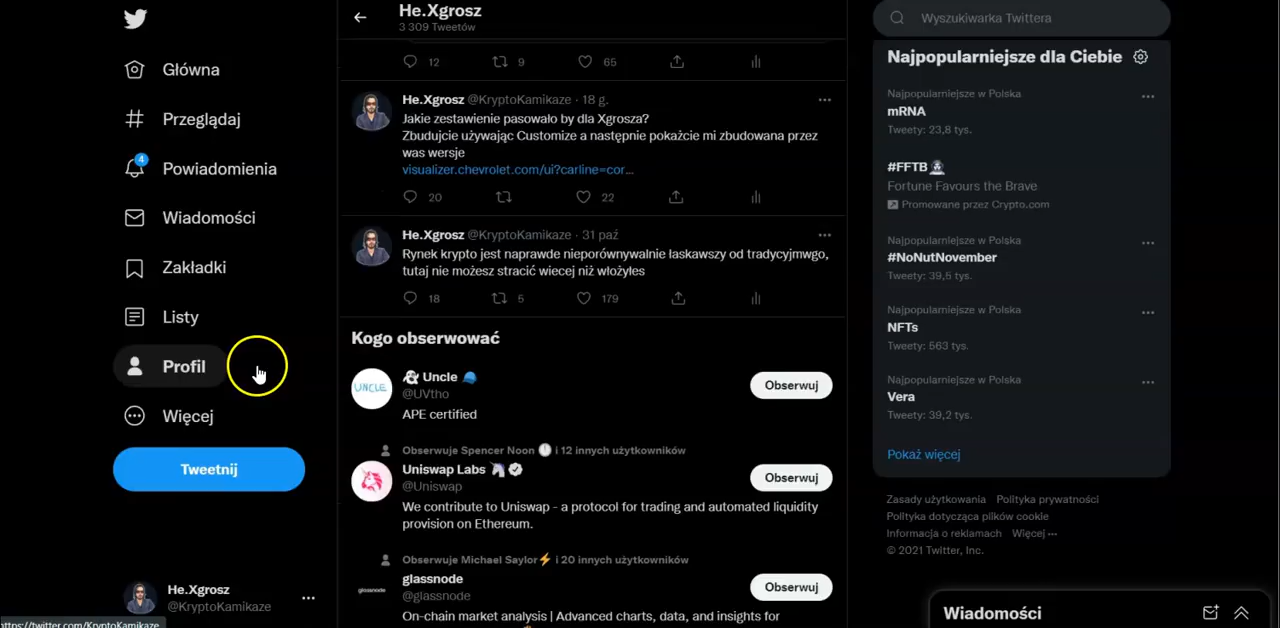 Główna
Przeglądaj
4
Powiadomienia
Wiadomości
Zakładki
Listy
Profil
Więcej
Tweetnij
He.Xgrosz
@KryptoKamikaze
https://twitter.com/KryptoKamikaze
He.Xgrosz
3 309 Tweetów
12 9 65
He.Xgrosz @KryptoKamikaze · 18 g.
Jakie zestawienie pasowało by dla Xgrosza?
Zbudujcie używając Customize a następnie pokażcie mi zbudowana przez
was wersje
visualizer.chevrolet.com/ui?carline=cor...
20 22
He.Xgrosz @KryptoKamikaze · 31 paź
Rynek krypto jest naprawde nieporównywalnie łaskawszy od tradycyjmwgo,
tutaj nie możesz stracić wiecej niż włożyłes
18 5 179
Kogo obserwować
Uncle
UNCLE
@UVtho
Obserwuj
APE certified
Obserwuje Spencer Noon i 12 innych użytkowników
Uniswap Labs
@Uniswap
Obserwuj
We contribute to Uniswap - a protocol for trading and automated liquidity
provision on Ethereum.
Obserwuje Michael Saylor⚡ i 20 innych użytkowników
glassnode
glassnode
@glassnode
Obserwuj
On-chain market analysis | Advanced charts, data, and insights for
Wyszukiwarka Twittera
Najpopularniejsze dla Ciebie
Najpopularniejsze w Polska
mRNA
Tweety: 23,8 tys.
#FFTB
Fortune Favours the Brave
Promowane przez Crypto.com
Najpopularniejsze w Polska
#NoNutNovember
Tweety: 39,5 tys.
Najpopularniejsze w Polska
NFTs
Tweety: 563 tys.
Najpopularniejsze w Polska
Vera
Tweety: 39,2 tys.
Pokaż więcej
Zasady użytkowania Polityka prywatności
Polityka dotycząca plików cookie
Informacja o reklamach Więcej ···
© 2021 Twitter, Inc.
Wiadomości